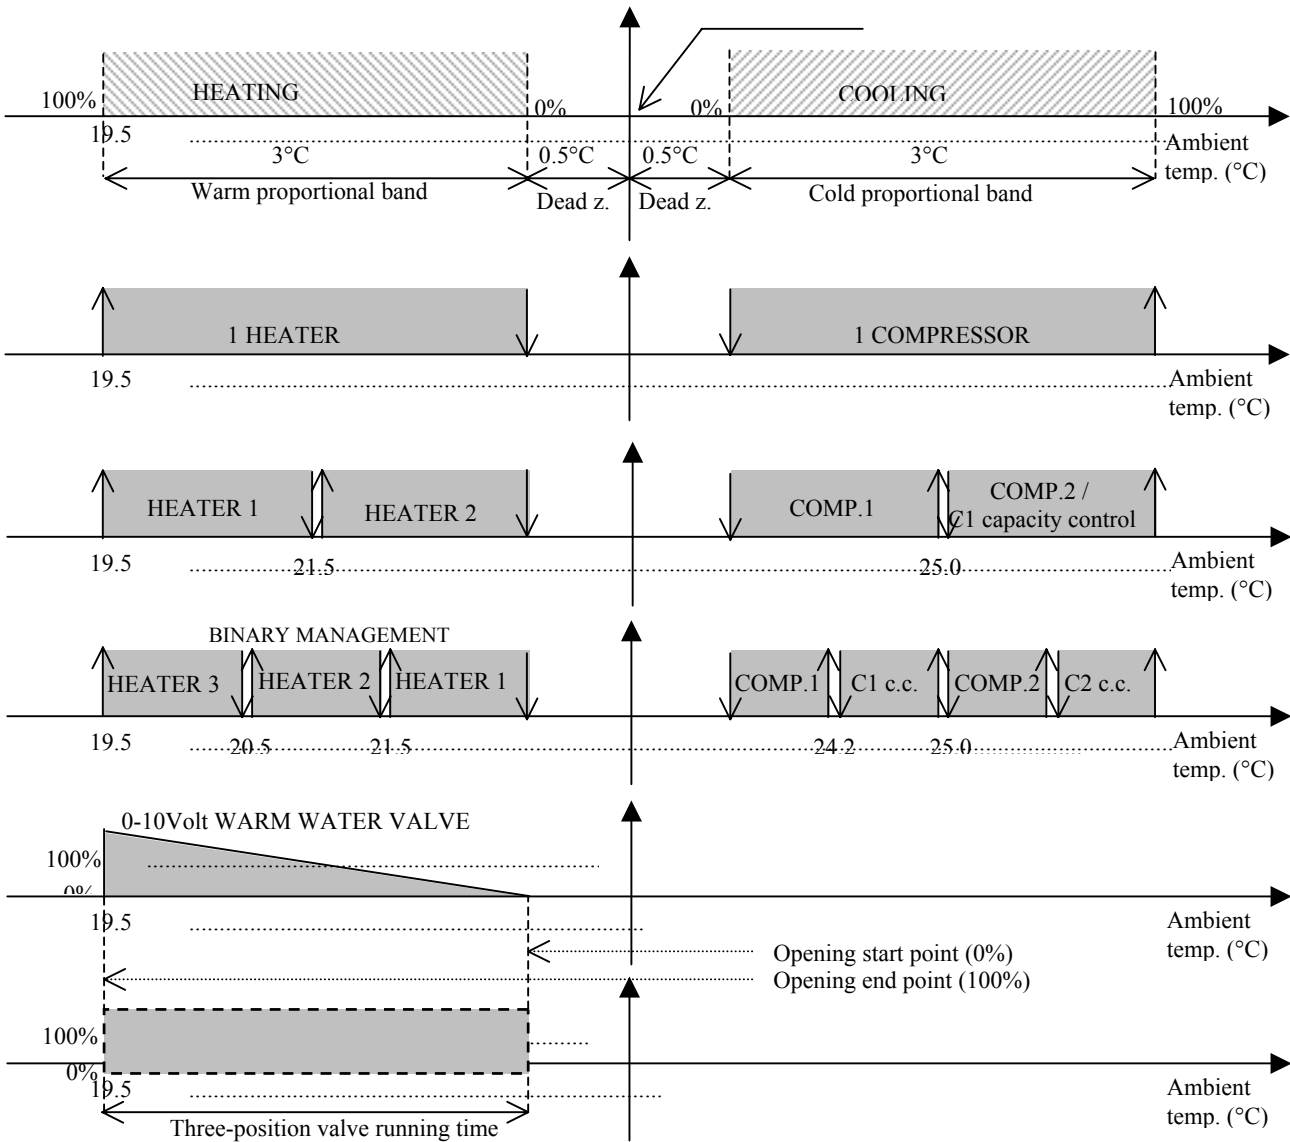 HEATING
COOLING
100%
0%
0%
100%
19.5
3°C
0.5°C
0.5°C
3°C
Ambient
temp. (°C)
Warm proportional band
Dead z.
Dead z.
Cold proportional band
1 HEATER
1 COMPRESSOR
19.5
Ambient
temp. (°C)
HEATER 1
HEATER 2
COMP.1
COMP.2 /
C1 capacity control
19.5
21.5
25.0
Ambient
temp. (°C)
BINARY MANAGEMENT
HEATER 3
HEATER 2
HEATER 1
COMP.1
C1 c.c.
COMP.2
C2 c.c.
19.5
20.5
21.5
24.2
25.0
Ambient
temp. (°C)
0-10Volt WARM WATER VALVE
100%
0%
19.5
Ambient
temp. (°C)
Opening start point (0%)
Opening end point (100%)
100%
0%
19.5
Ambient
temp. (°C)
Three-position valve running time